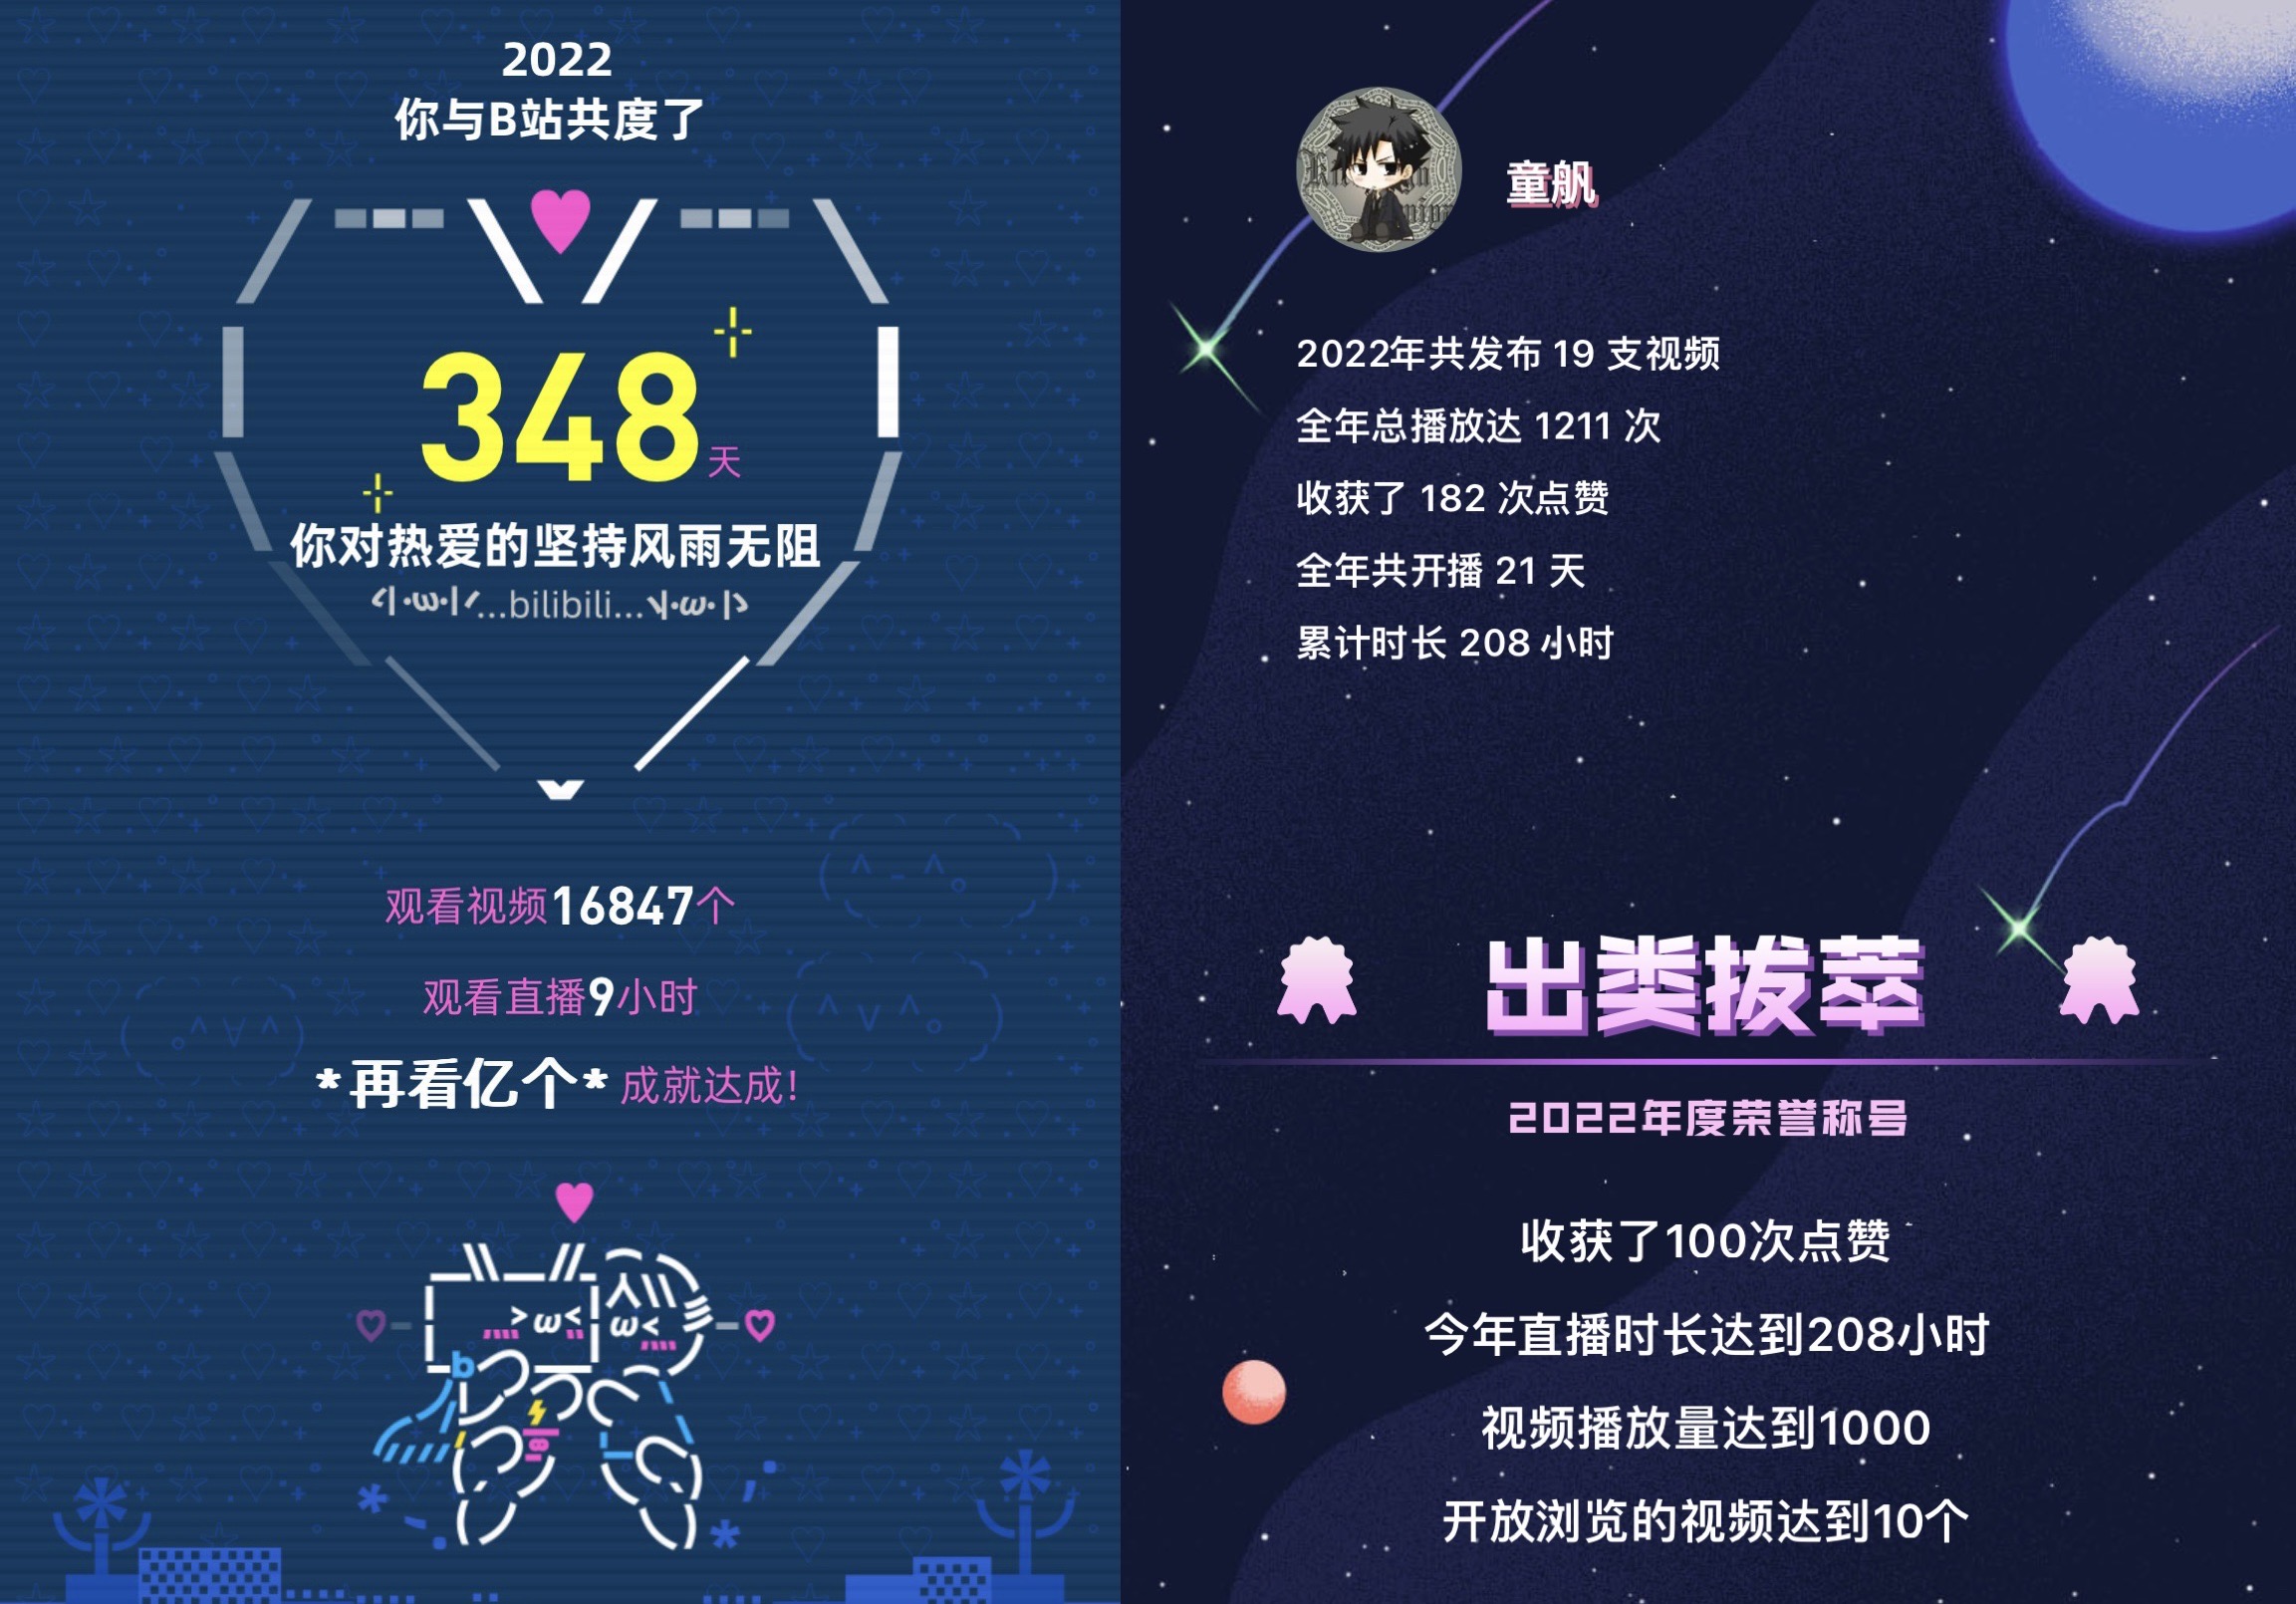 2022
你与B站共度了
348天
你对热爱的坚持风雨无阻
…bilibili…
观看视频16847个
观看直播9小时
*再看亿个* 成就达成!
童舤
2022年共发布 19 支视频
全年总播放达 1211 次
收获了 182 次点赞
全年共开播 21 天
累计时长 208 小时
出类拔萃
2022年度荣誉称号
收获了100次点赞
今年直播时长达到208小时
视频播放量达到1000
开放浏览的视频达到10个